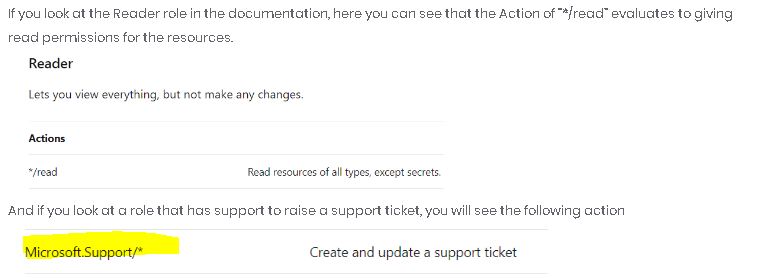 If you look at the Reader role in the documentation, here you can see that the Action of "*/read" evaluates to giving
read permissions for the resources.
Reader
Lets you view everything, but not make any changes.
Actions
*/read Read resources of all types, except secrets.
And if you look at a role that has support to raise a support ticket, you will see the following action
Microsoft.Support/* Create and update a support ticket